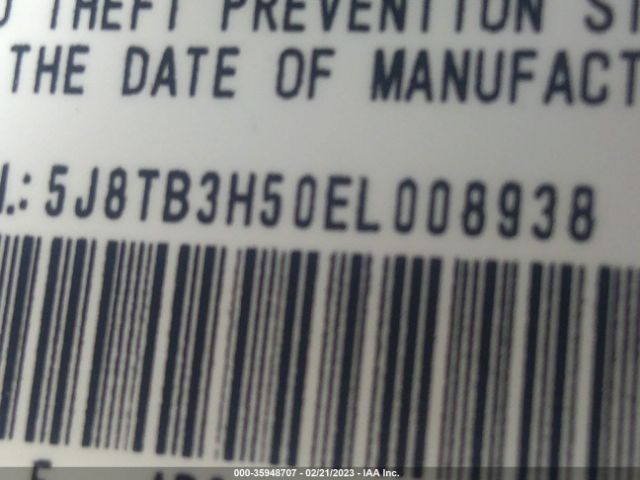 THEFT PREVENTION ST
THE DATE OF MANUFACT
.: 5J8TB3H50EL008938
000-35948707 - 02/21/2023 - IAA Inc.